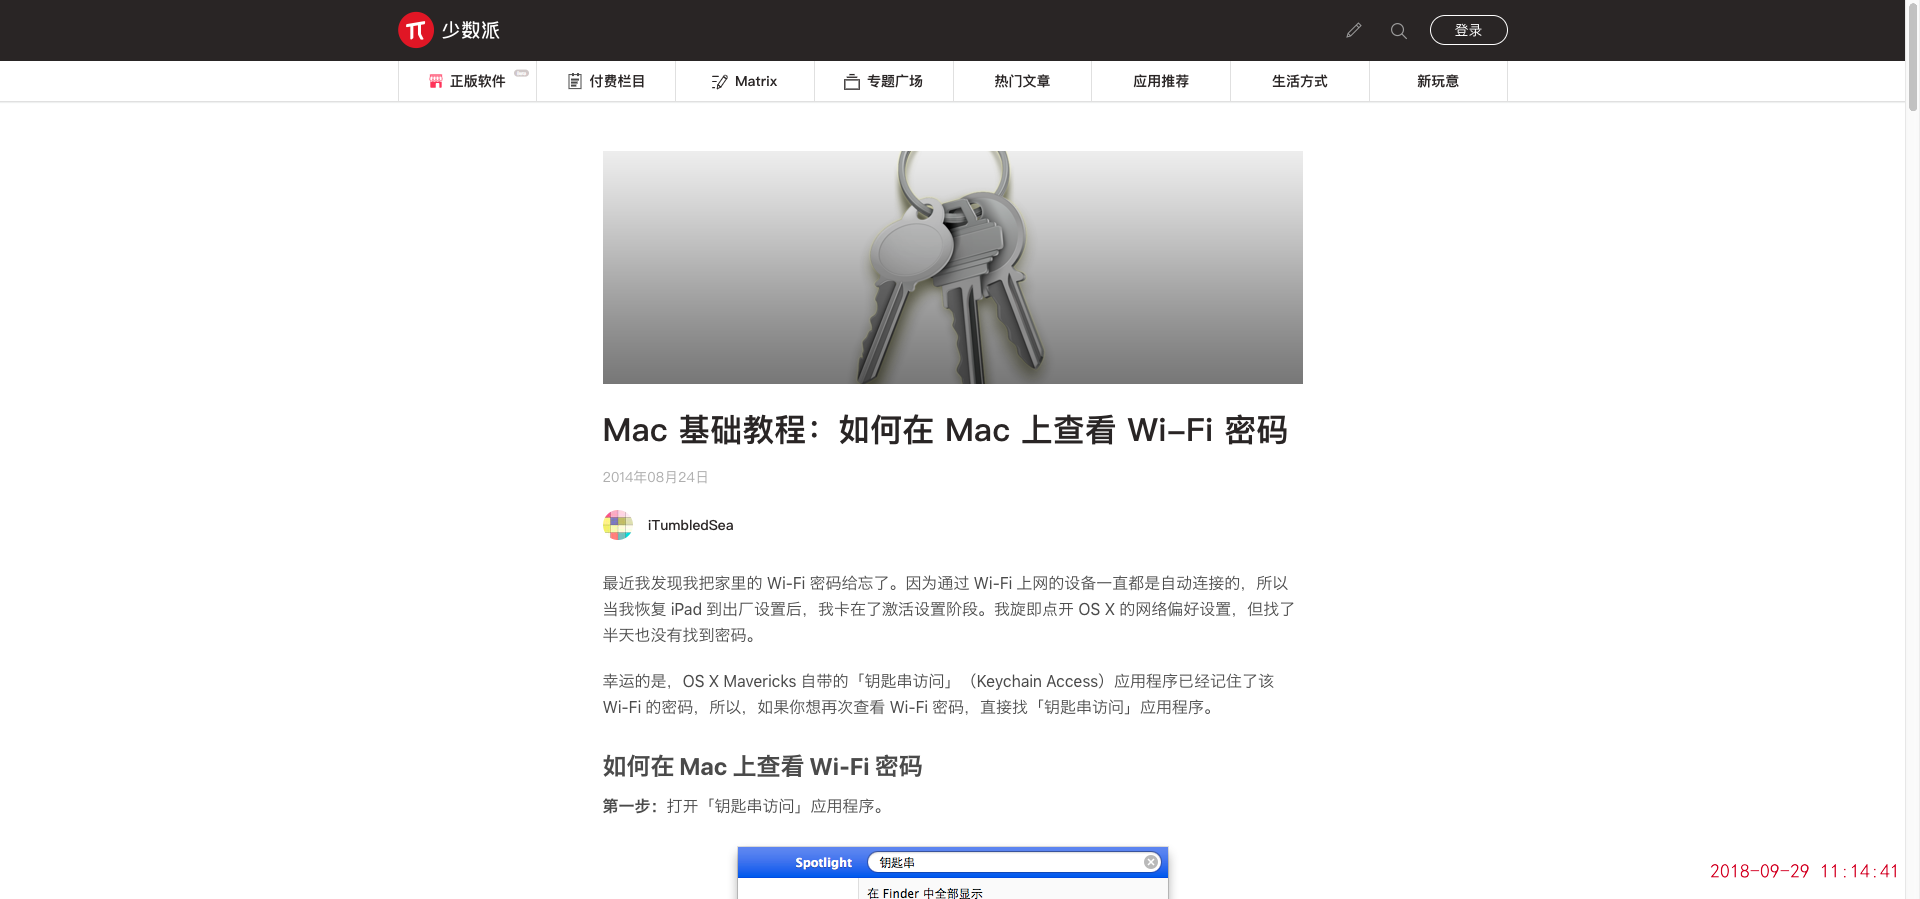 少数派
登录
正版软件
付费栏目
Matrix
专题广场
热门文章
应用推荐
生活方式
新玩意
Mac 基础教程：如何在 Mac 上查看 Wi-Fi 密码
2014年08月24日
iTumbledSea
最近我发现我把家里的 Wi-Fi 密码给忘了。因为通过 Wi-Fi 上网的设备一直都是自动连接的，所以
当我恢复 iPad 到出厂设置后，我卡在了激活设置阶段。我旋即点开 OS X 的网络偏好设置，但找了
半天也没有找到密码。
幸运的是，OS X Mavericks 自带的「钥匙串访问」（Keychain Access）应用程序已经记住了该
Wi-Fi 的密码，所以，如果你想再次查看 Wi-Fi 密码，直接找「钥匙串访问」应用程序。
如何在 Mac 上查看 Wi-Fi 密码
第一步：打开「钥匙串访问」应用程序。
Spotlight 钥匙串
在 Finder 中全部显示
2018-09-29 11:14:41